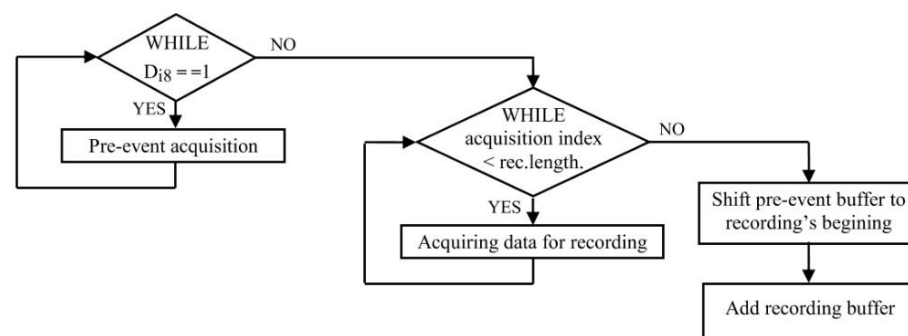 WHILE
Di8 = =1
NO
YES
Pre-event acquisition
WHILE
acquisition index
< rec.length.
NO
YES
Acquiring data for recording
Shift pre-event buffer to
recording's begining
Add recording buffer